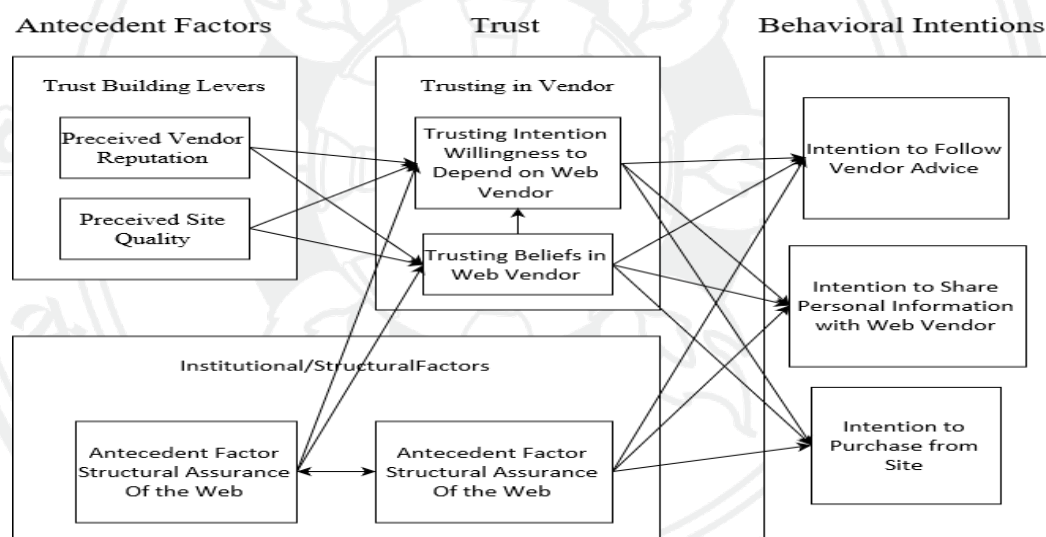 Antecedent Factors
Trust
Behavioral Intentions
Trust Building Levers
Preceived Vendor
Reputation
Preceived Site
Quality
Trusting in Vendor
Trusting Intention
Willingness to
Depend on Web
Vendor
Trusting Beliefs in
Web Vendor
Intention to Follow
Vendor Advice
Intention to Share
Personal Information
with Web Vendor
Intention to
Purchase from
Site
Institutional/StructuralFactors
Antecedent Factor
Structural Assurance
Of the Web
Antecedent Factor
Structural Assurance
Of the Web